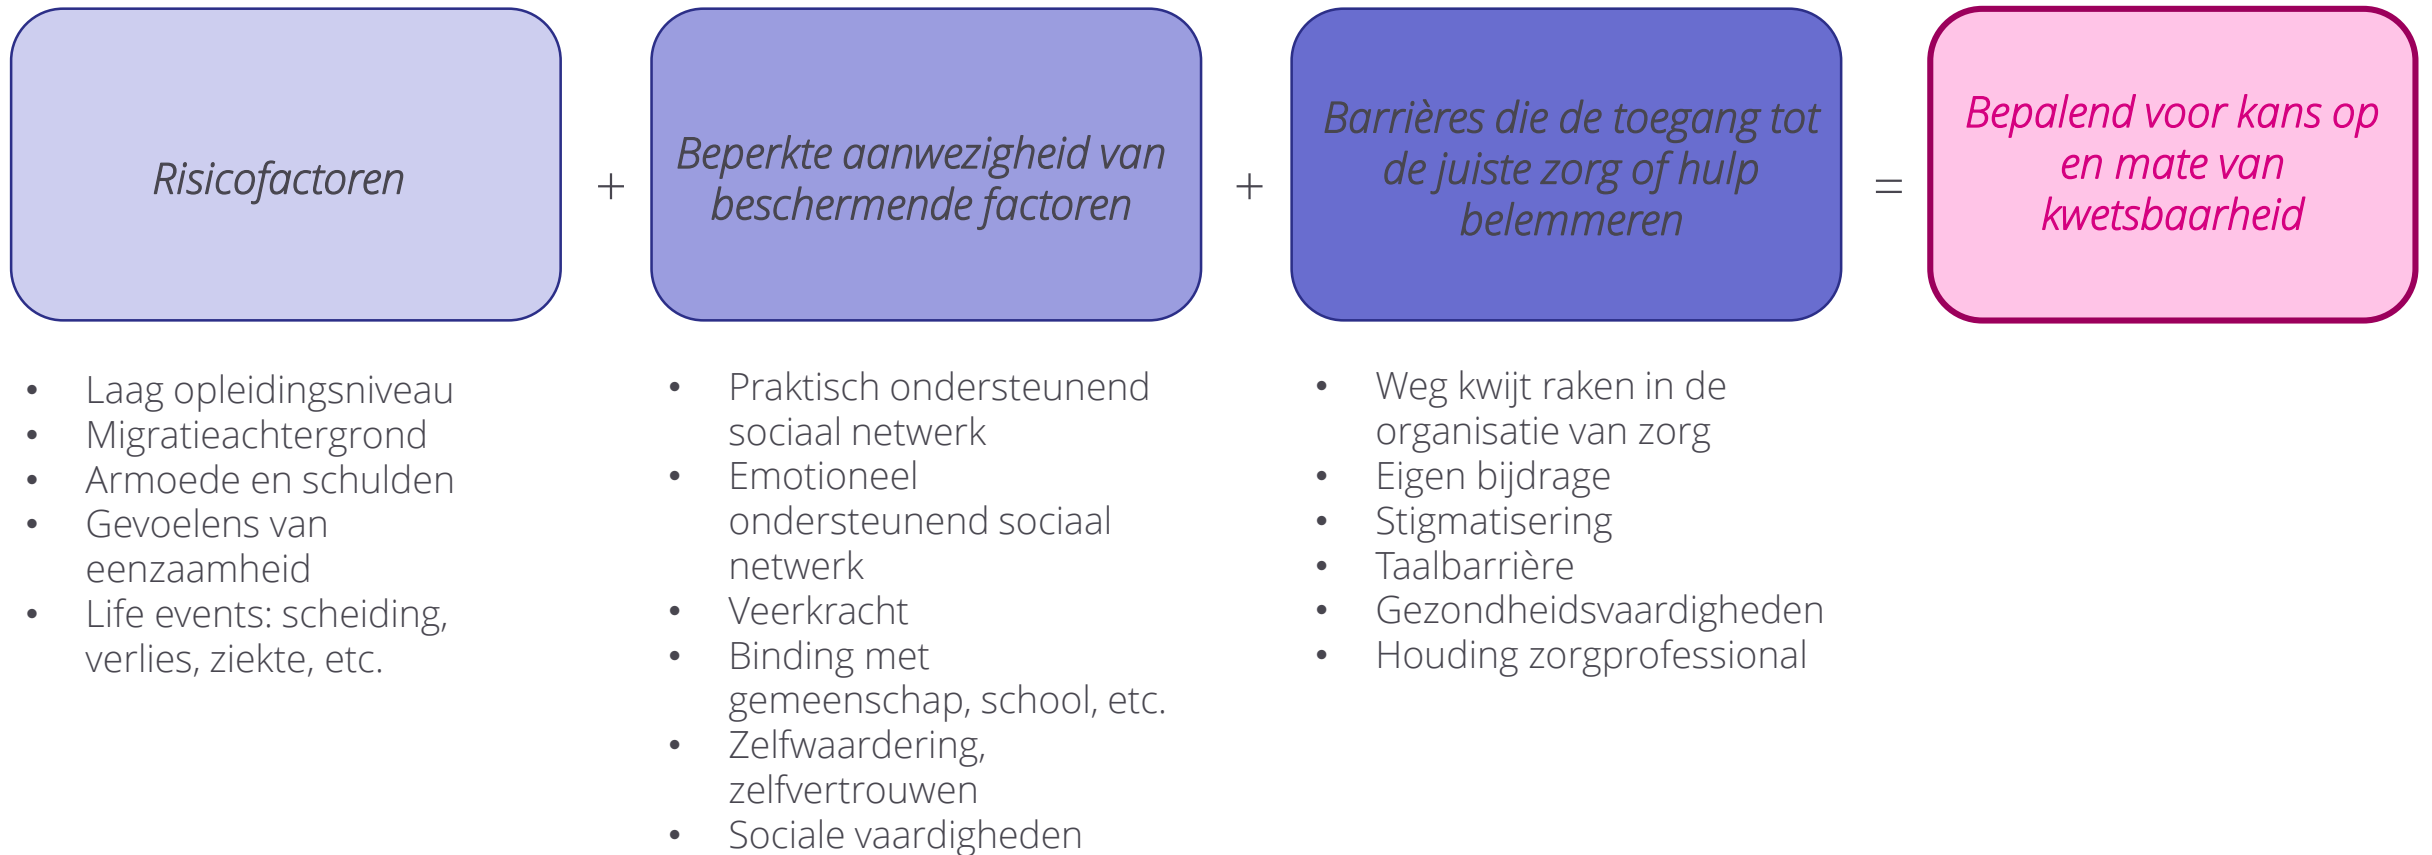 Risicofactoren
+
Beperkte aanwezigheid van
beschermende factoren
+
Barrières die de toegang tot
de juiste zorg of hulp
belemmeren
=
Bepalend voor kans op
en mate van
kwetsbaarheid
• Laag opleidingsniveau
• Migratieachtergrond
• Armoede en schulden
• Gevoelens van
eenzaamheid
• Life events: scheiding,
verlies, ziekte, etc.
• Praktisch ondersteunend
sociaal netwerk
• Emotioneel
ondersteunend sociaal
netwerk
• Veerkracht
• Binding met
gemeenschap, school, etc.
• Zelfwaardering,
zelfvertrouwen
• Sociale vaardigheden
• Weg kwijt raken in de
organisatie van zorg
• Eigen bijdrage
• Stigmatisering
• Taalbarrière
• Gezondheidsvaardigheden
• Houding zorgprofessional